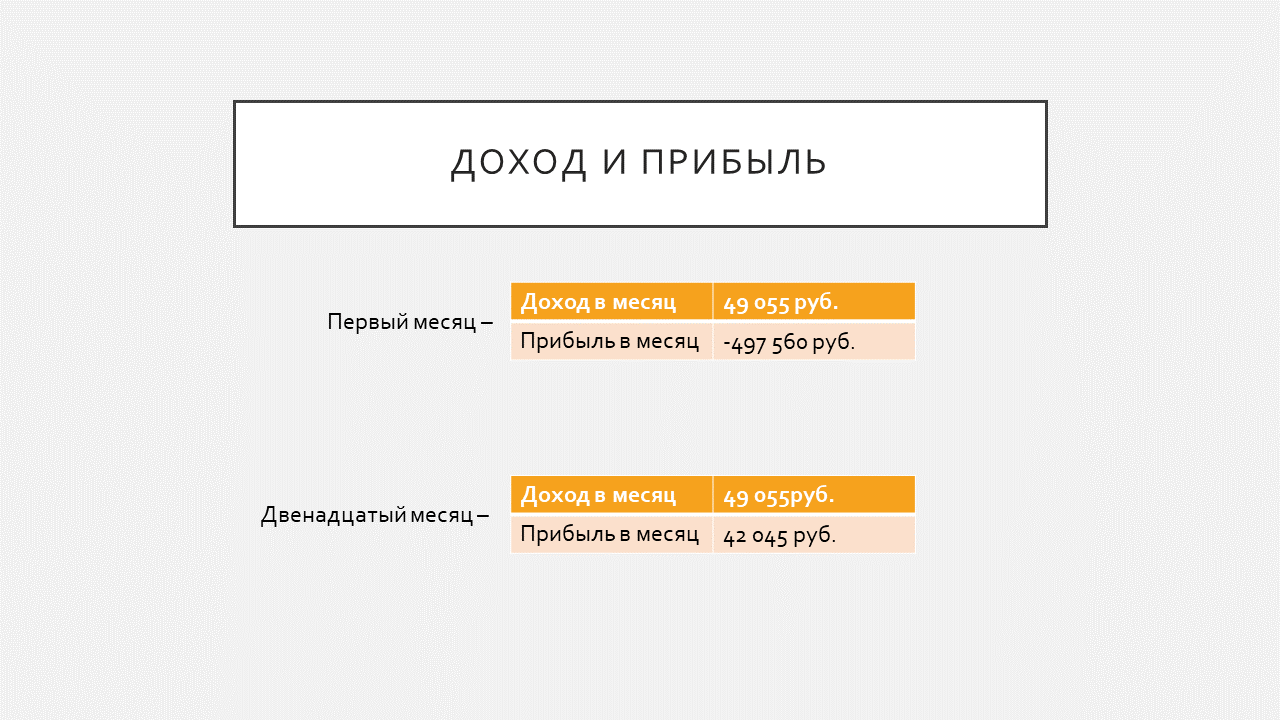 ДОХОД И ПРИБЫЛЬ
Первый месяц –
Доход в месяц 49 055 руб.
Прибыль в месяц -497 560 руб.
Двенадцатый месяц –
Доход в месяц 49 055руб.
Прибыль в месяц 42 045 руб.